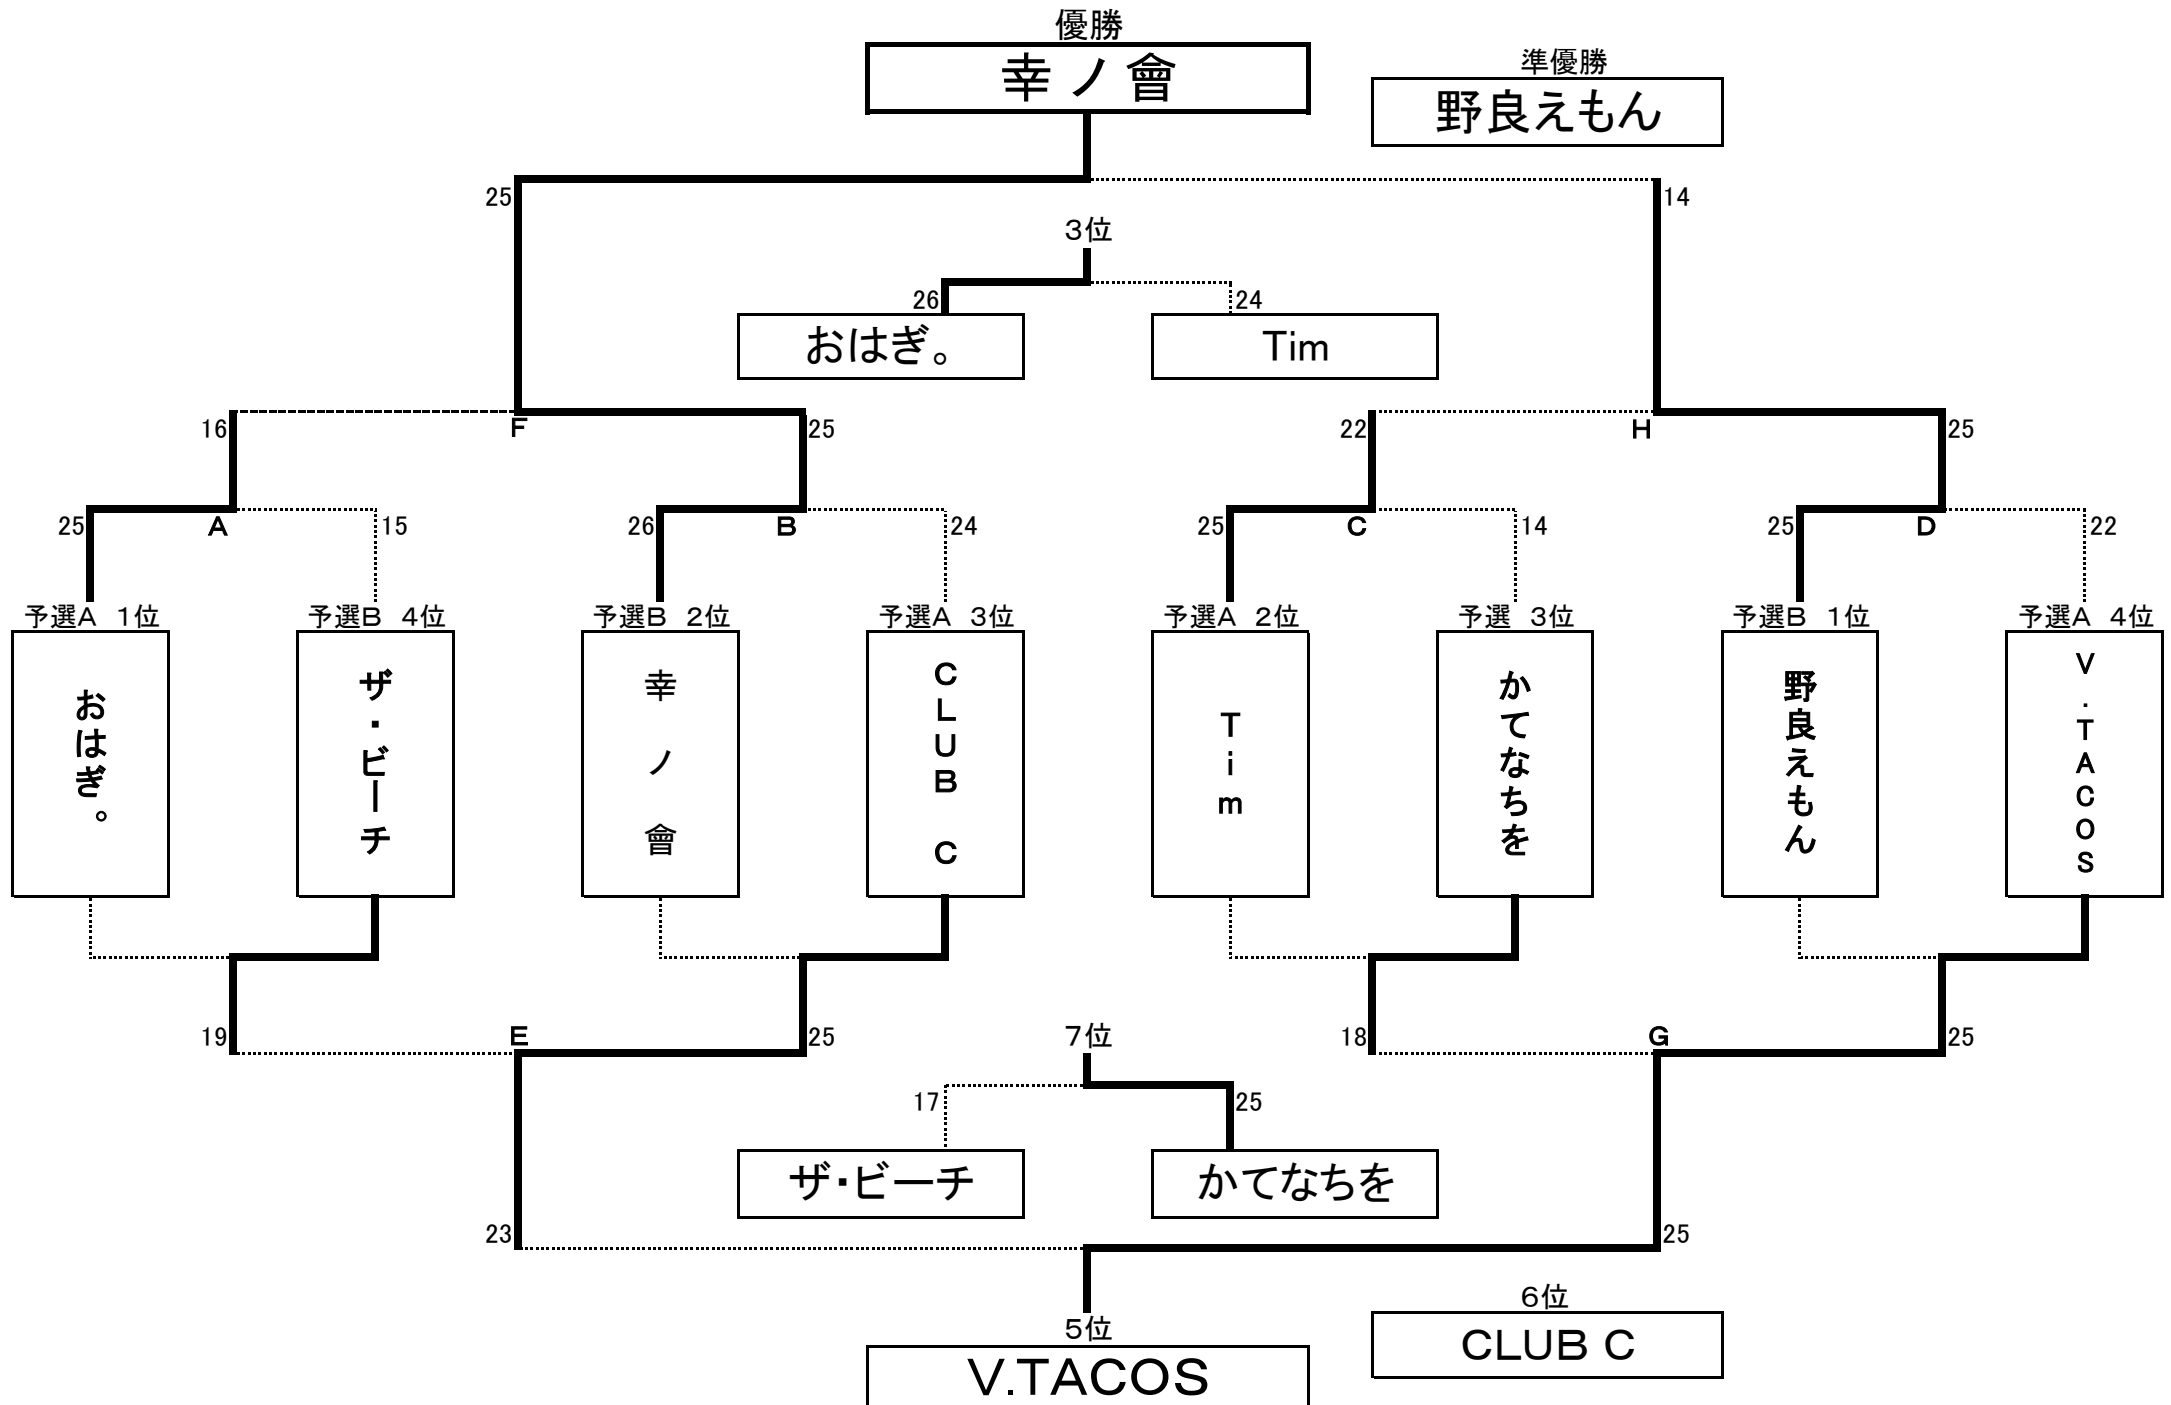 優勝
幸ノ會
準優勝
野良えもん
25
14
3位
26
24
おはぎ。
Tim
16
F
25
22
H
25
25
A
15
26
B
24
25
C
14
25
D
22
予選A 1位
予選B 4位
予選B 2位
予選A 3位
予選A 2位
予選 3位
予選B 1位
予選A 4位
おはぎ。
ザ・ビーチ
幸ノ會
CLUB C
Tim
かてなちを
野良えもん
V.TACOS
19
E
25
7位
18
G
25
17
25
ザ・ビーチ
かてなちを
23
25
5位
V.TACOS
6位
CLUB C